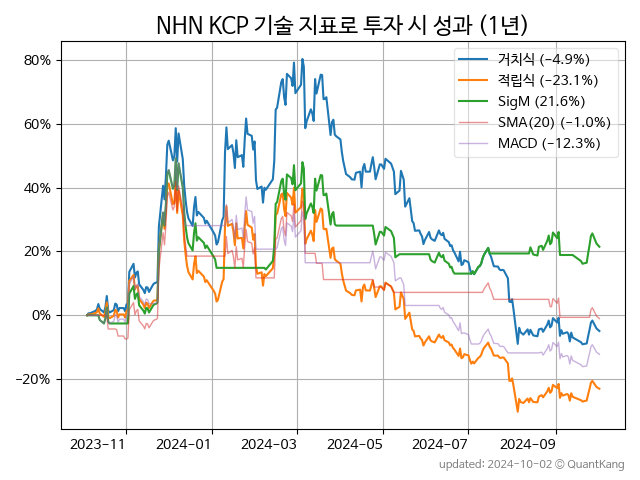 NHN KCP 기술 지표로 투자 시 성과 (1년)
거치식 (−4.9%)
적립식 (−23.1%)
SigM (21.6%)
SMA(20) (−1.0%)
MACD (−12.3%)
80%
60%
40%
20%
0%
−20%
2023-11
2024-01
2024-03
2024-05
2024-07
2024-09
updated: 2024-10-02 © QuantKang